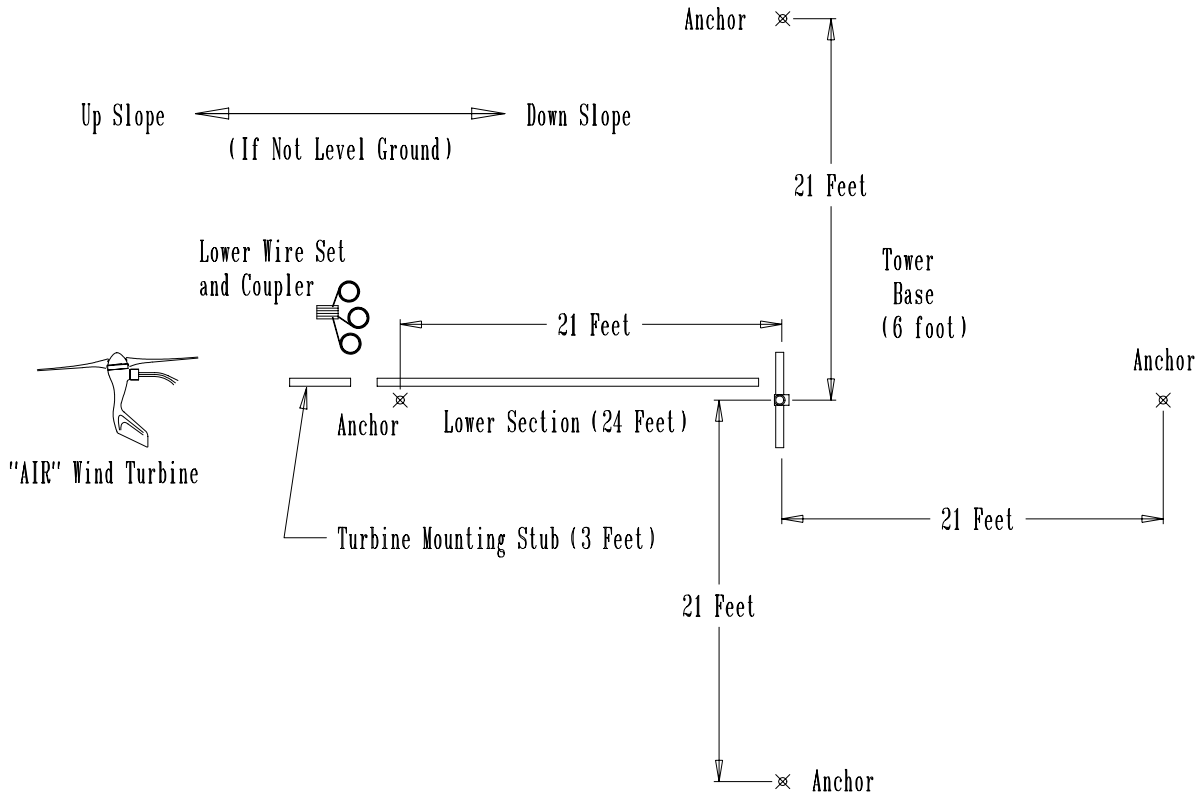 Anchor
Up Slope
Down Slope
(If Not Level Ground)
21 Feet
Lower Wire Set
and Coupler
Tower
Base
(6 foot)
21 Feet
Anchor
Anchor
Lower Section (24 Feet)
"AIR" Wind Turbine
21 Feet
Turbine Mounting Stub (3 Feet)
21 Feet
Anchor